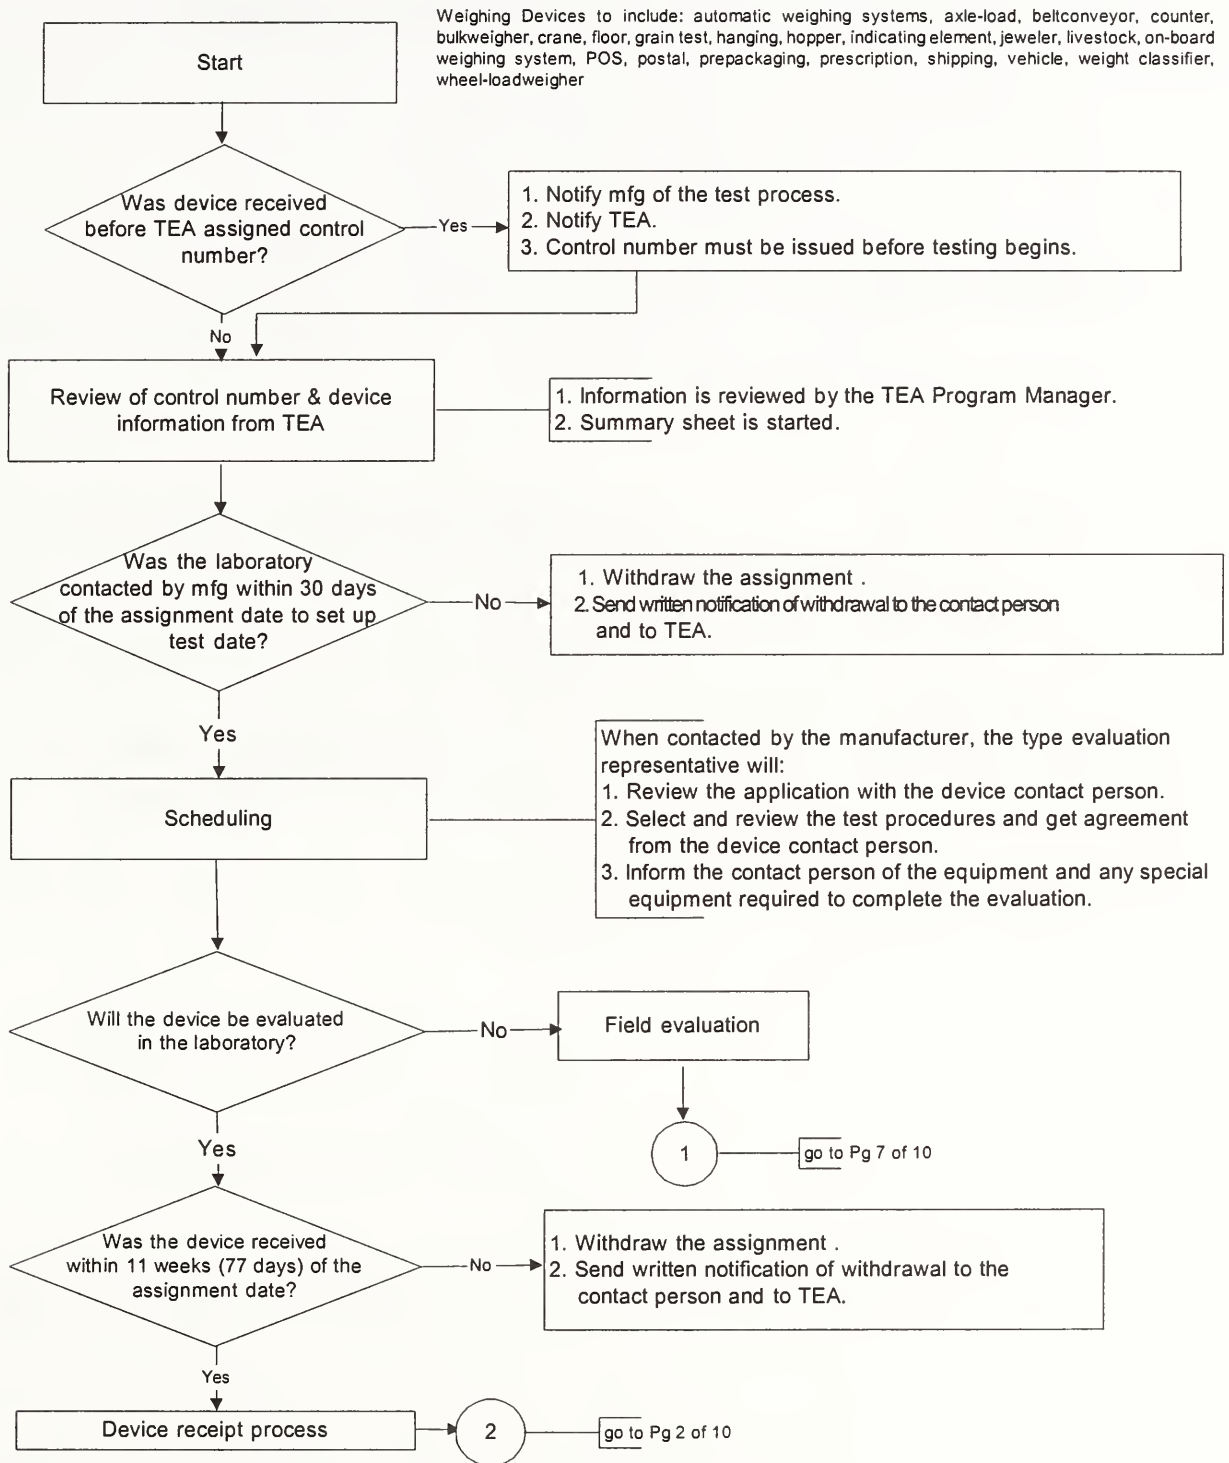 Weighing Devices to include: automatic weighing systems, axle-load, beltconveyor, counter,
bulkweigher, crane, floor, grain test, hanging, hopper, indicating element, jeweler, livestock, on-board
weighing system, POS, postal, prepackaging, prescription, shipping, vehicle, weight classifier,
wheel-loadweigher
Start
Was device received
before TEA assigned control
number?
Yes
1. Notify mfg of the test process.
2. Notify TEA.
3. Control number must be issued before testing begins.
No
Review of control number & device
information from TEA
1. Information is reviewed by the TEA Program Manager.
2. Summary sheet is started.
Was the laboratory
contacted by mfg within 30 days
of the assignment date to set up
test date?
No
1. Withdraw the assignment .
2. Send written notification of withdrawal to the contact person
and to TEA.
Yes
Scheduling
When contacted by the manufacturer, the type evaluation
representative will:
1. Review the application with the device contact person.
2. Select and review the test procedures and get agreement
from the device contact person.
3. Inform the contact person of the equipment and any special
equipment required to complete the evaluation.
Will the device be evaluated
in the laboratory?
No
Field evaluation
1
go to Pg 7 of 10
Yes
Was the device received
within 11 weeks (77 days) of the
assignment date?
No
1. Withdraw the assignment .
2. Send written notification of withdrawal to the
contact person and to TEA.
Yes
Device receipt process
2
go to Pg 2 of 10